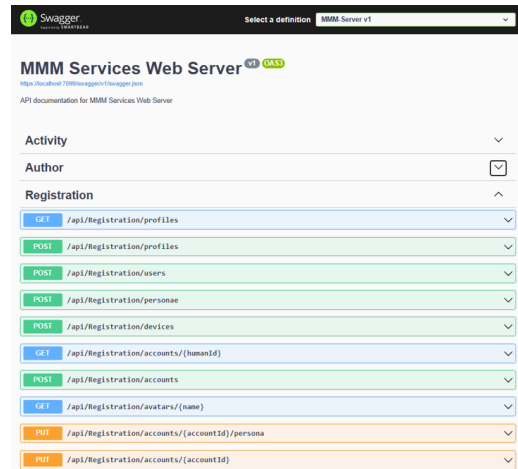 Swagger
Supported by SMARTBEAR
Select a definition
MMM-Server v1
MMM Services Web Server v1 OAS3
https://localhost:7899/swagger/v1/swagger.json
API documentation for MMM Services Web Server
Activity
Author
Registration
GET /api/Registration/profiles
POST /api/Registration/profiles
POST /api/Registration/users
POST /api/Registration/personae
POST /api/Registration/devices
GET /api/Registration/accounts/{humanId}
POST /api/Registration/accounts
GET /api/Registration/avatars/{name}
PUT /api/Registration/accounts/{accountId}/persona
PUT /api/Registration/accounts/{accountId}